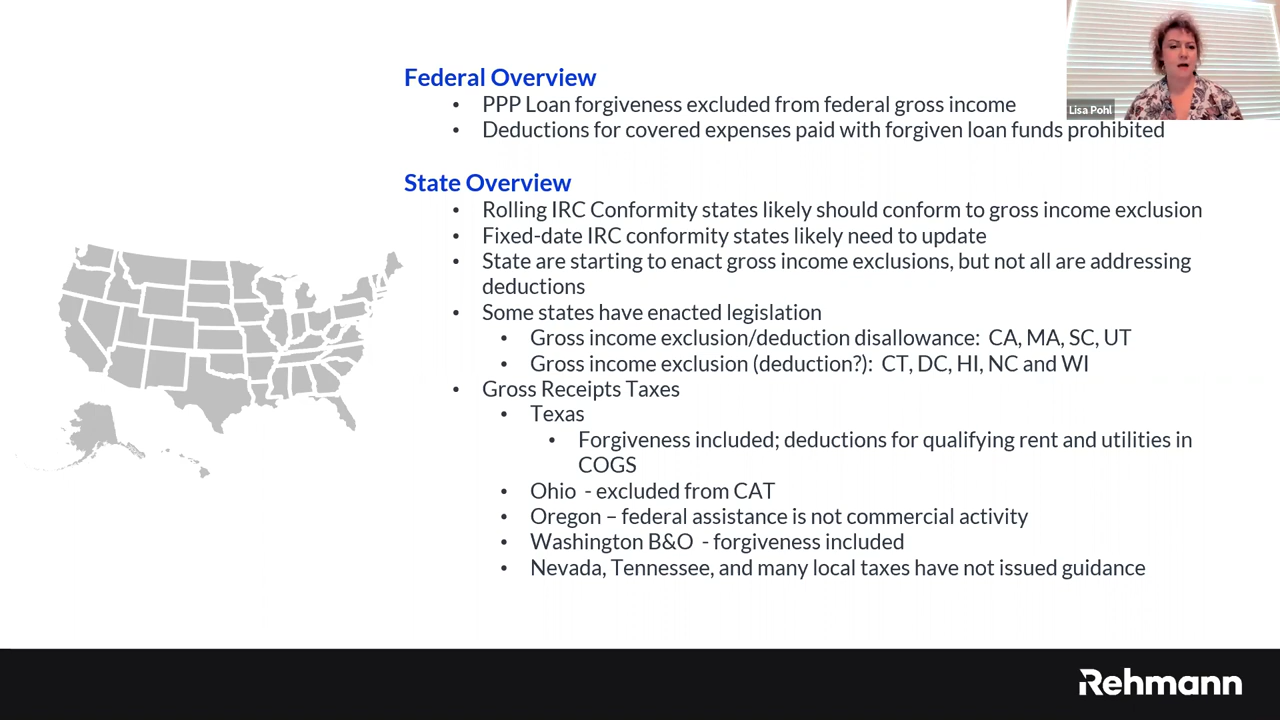 Federal Overview
• PPP Loan forgiveness excluded from federal gross income
Lisa Pohl
• Deductions for covered expenses paid with forgiven loan funds prohibited
State Overview
• Rolling IRC Conformity states likely should conform to gross income exclusion
• Fixed-date IRC conformity states likely need to update
• State are starting to enact gross income exclusions, but not all are addressing
deductions
• Some states have enacted legislation
• Gross income exclusion/deduction disallowance: CA, MA, SC, UT
• Gross income exclusion (deduction?): CT, DC, HI, NC and WI
• Gross Receipts Taxes
• Texas
• Forgiveness included; deductions for qualifying rent and utilities in
COGS
• Ohio - excluded from CAT
• Oregon – federal assistance is not commercial activity
• Washington B&O - forgiveness included
• Nevada, Tennessee, and many local taxes have not issued guidance
Rehmann